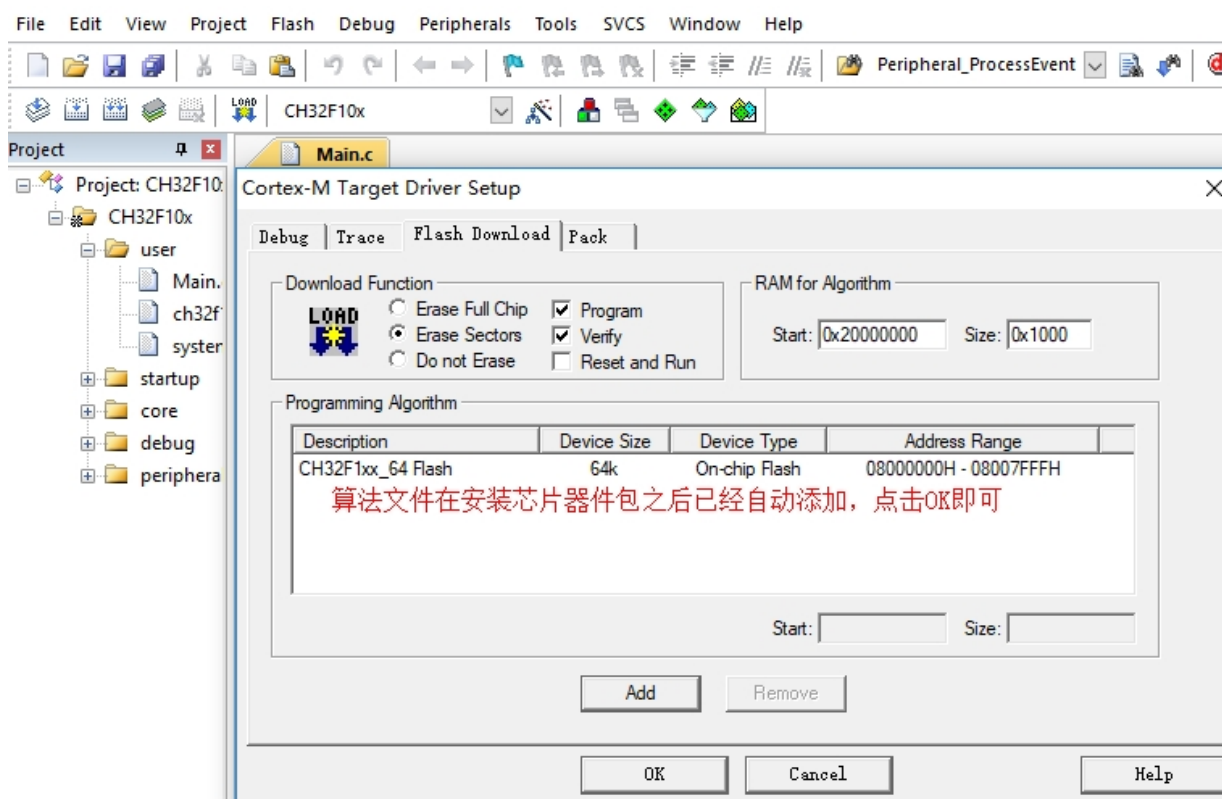 File Edit View Project Flash Debug Peripherals Tools SVCS Window Help
Peripheral_ProcessEvent
LOAD CH32F10x
Project
Main.c
Project: CH32F10
CH32F10x
user
Main.
ch32f
system
startup
core
debug
periphera
Cortex-M Target Driver Setup
Debug Trace Flash Download Pack
Download Function
LOAD
Erase Full Chip Program
Erase Sectors Verify
Do not Erase Reset and Run
RAM for Algorithm
Start: 0x20000000 Size: 0x1000
Programming Algorithm
Description Device Size Device Type Address Range
CH32F1xx_64 Flash 64k On-chip Flash 08000000H - 08007FFFH
算法文件在安装芯片器件包之后已经自动添加，点击OK即可
Start: Size:
Add Remove
OK Cancel Help